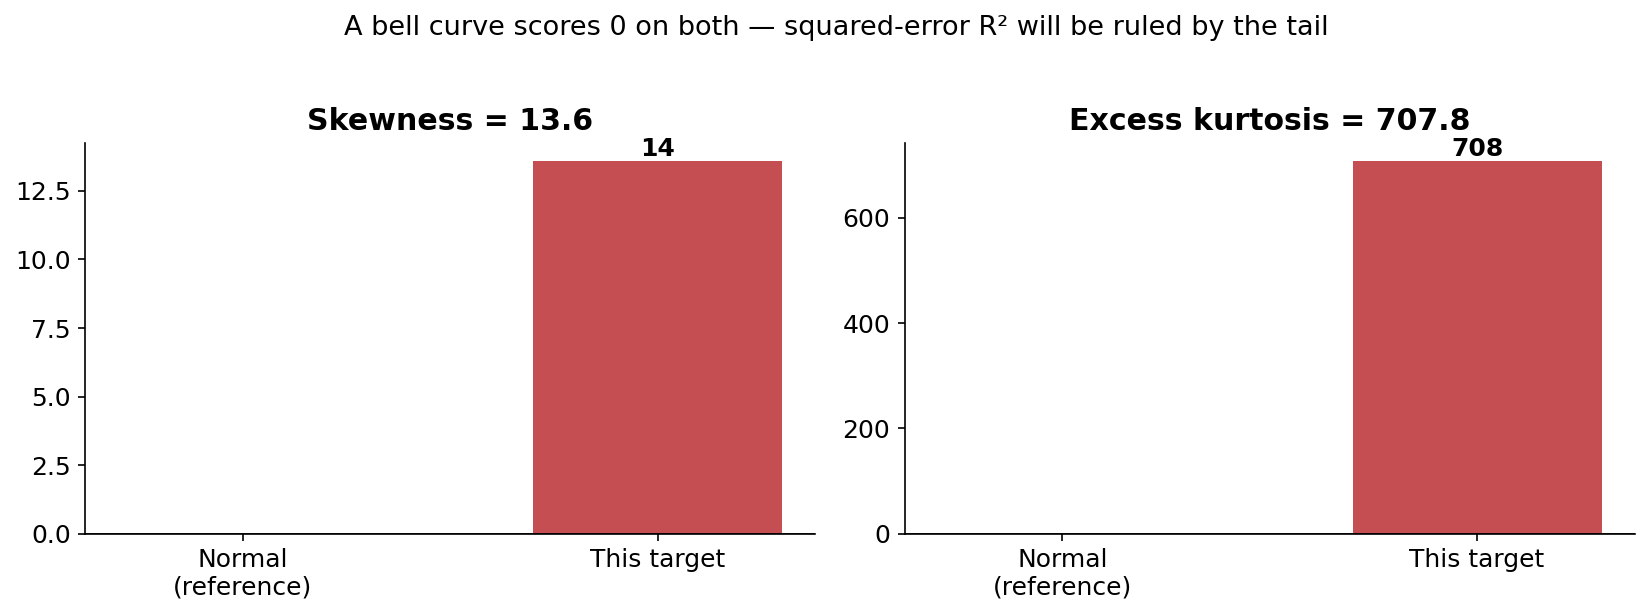 A bell curve scores 0 on both — squared-error R² will be ruled by the tail
Skewness = 13.6
14
12.5
10.0
7.5
5.0
2.5
0.0
Normal
(reference)
This target
Excess kurtosis = 707.8
708
600
400
200
0
Normal
(reference)
This target